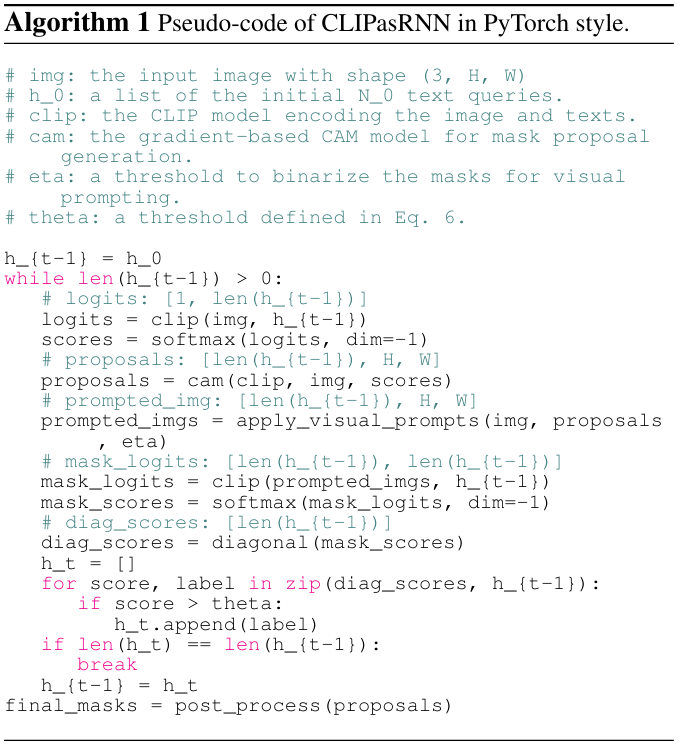 Algorithm 1 Pseudo-code of CLIPasRNN in PyTorch style.
# img: the input image with shape (3, H, W)
# h_0: a list of the initial N_0 text queries.
# clip: the CLIP model encoding the image and texts.
# cam: the gradient-based CAM model for mask proposal
generation.
# eta: a threshold to binarize the masks for visual
prompting.
# theta: a threshold defined in Eq. 6.
h_{t-1} = h_0
while len(h_{t-1}) > 0:
# logits: [1, len(h_{t-1})]
logits = clip(img, h_{t-1})
scores = softmax(logits, dim=-1)
# proposals: [len(h_{t-1}), H, W]
proposals = cam(clip, img, scores)
# prompted_img: [len(h_{t-1}), H, W]
prompted_imgs = apply_visual_prompts(img, proposals
, eta)
# mask_logits: [len(h_{t-1}), len(h_{t-1})]
mask_logits = clip(prompted_imgs, h_{t-1})
mask_scores = softmax(mask_logits, dim=-1)
# diag_scores: [len(h_{t-1})]
diag_scores = diagonal(mask_scores)
h_t = []
for score, label in zip(diag_scores, h_{t-1}):
if score > theta:
h_t.append(label)
if len(h_t) == len(h_{t-1}):
break
h_{t-1} = h_t
final_masks = post_process(proposals)